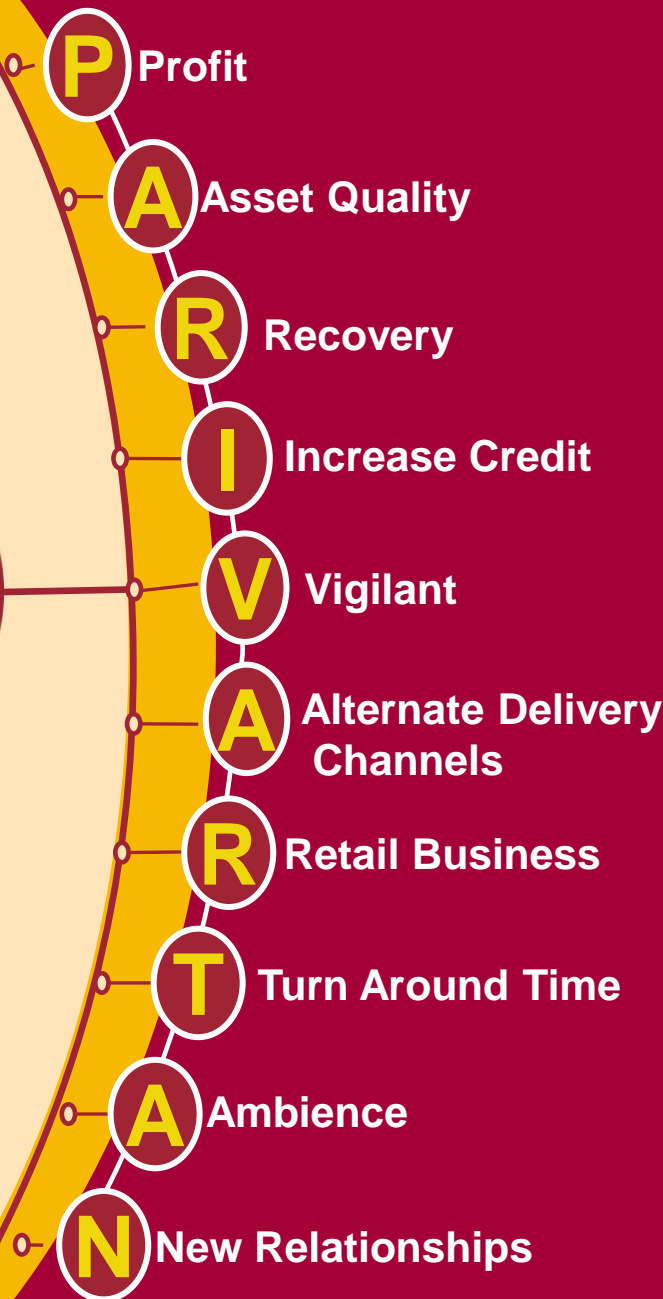 P Profit
A Asset Quality
R Recovery
I Increase Credit
V Vigilant
A Alternate Delivery
Channels
R Retail Business
T Turn Around Time
A Ambience
N New Relationships